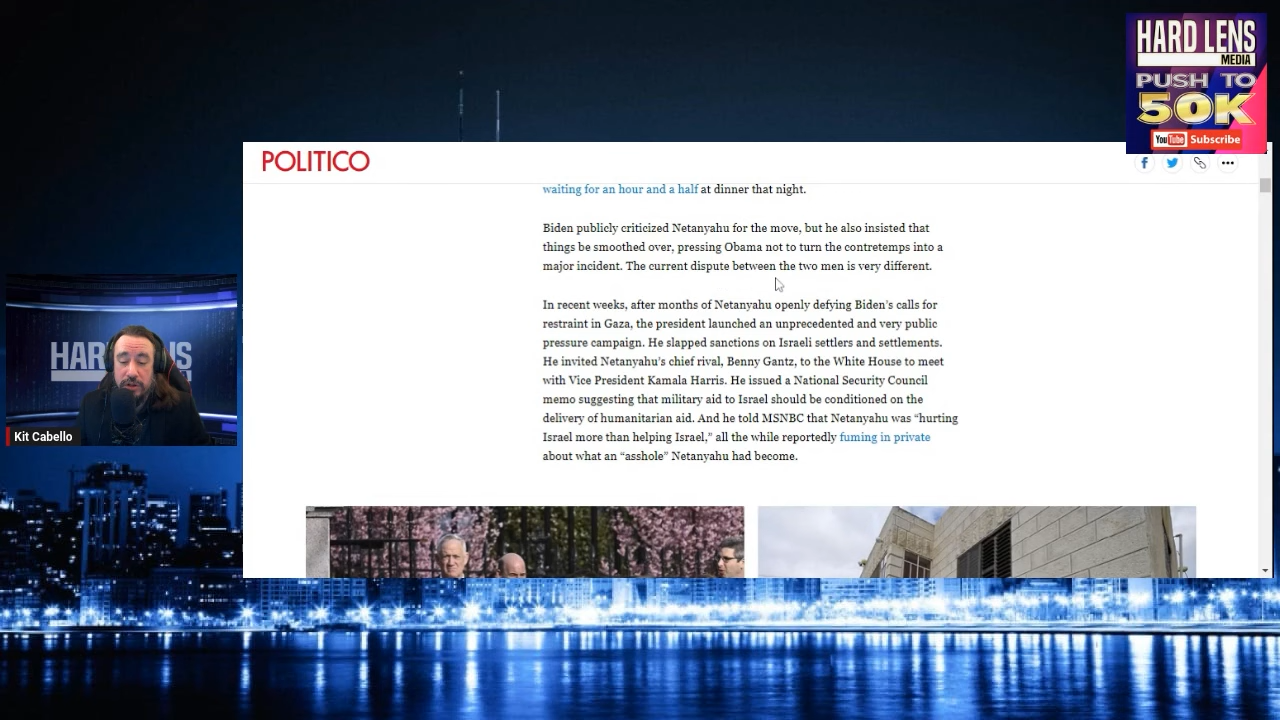 HARD LENS
MEDIA
PUSH TO
50K
YouTube Subscribe
POLITICO
waiting for an hour and a half at dinner that night.
Biden publicly criticized Netanyahu for the move, but he also insisted that
things be smoothed over, pressing Obama not to turn the contretemps into a
major incident. The current dispute between the two men is very different.
In recent weeks, after months of Netanyahu openly defying Biden’s calls for
restraint in Gaza, the president launched an unprecedented and very public
pressure campaign. He slapped sanctions on Israeli settlers and settlements.
He invited Netanyahu’s chief rival, Benny Gantz, to the White House to meet
with Vice President Kamala Harris. He issued a National Security Council
memo suggesting that military aid to Israel should be conditioned on the
delivery of humanitarian aid. And he told MSNBC that Netanyahu was “hurting
Israel more than helping Israel,” all the while reportedly fuming in private
about what an “asshole” Netanyahu had become.
Kit Cabello